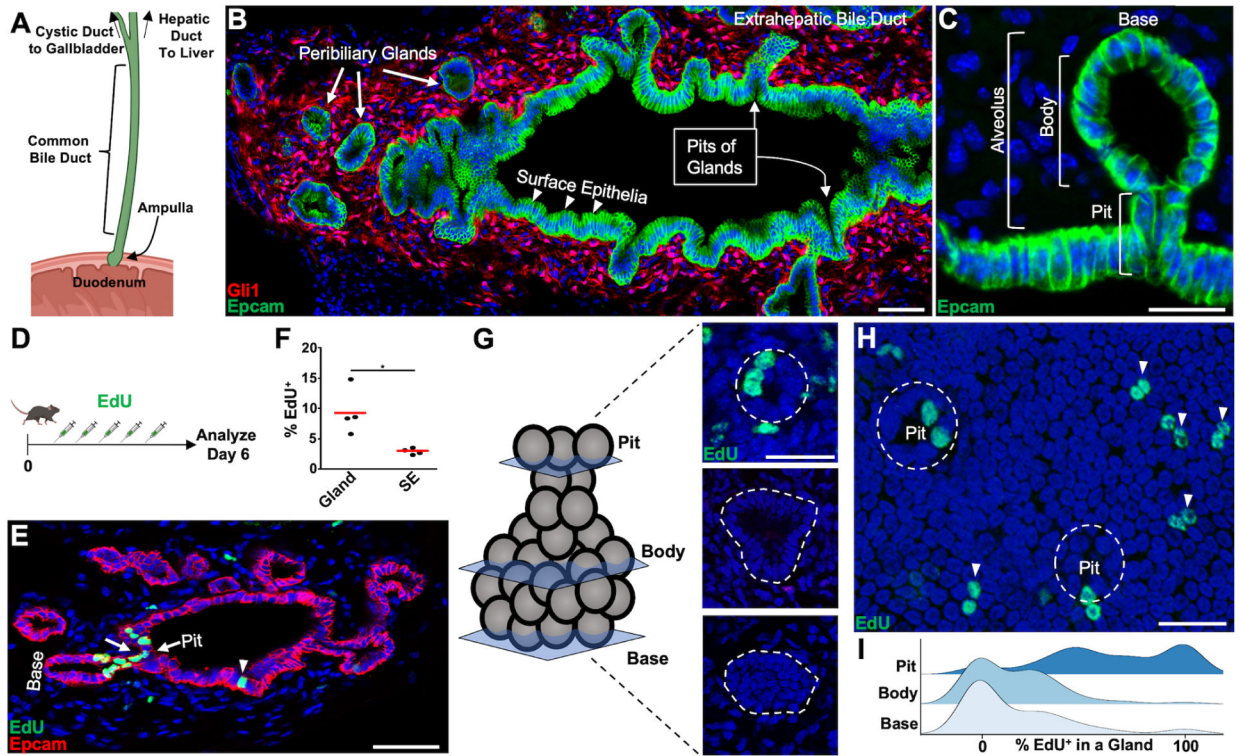 A
Cystic Duct
to Gallbladder
Hepatic
Duct
To Liver
Common
Bile Duct
Ampulla
Duodenum
B
Extrahepatic Bile Duct
Peribiliary Glands
Pits of
Glands
Surface Epithelia
Gli1
Epcam
C
Base
Alveolus
Body
Pit
Epcam
D
EdU
0
Analyze
Day 6
E
Base
Pit
EdU
Epcam
F
% EdU⁺
20
15
10
5
0
*
Gland
SE
G
Pit
Body
Base
EdU
H
Pit
Pit
EdU
I
Pit
Body
Base
0
% EdU⁺ in a Gland
100